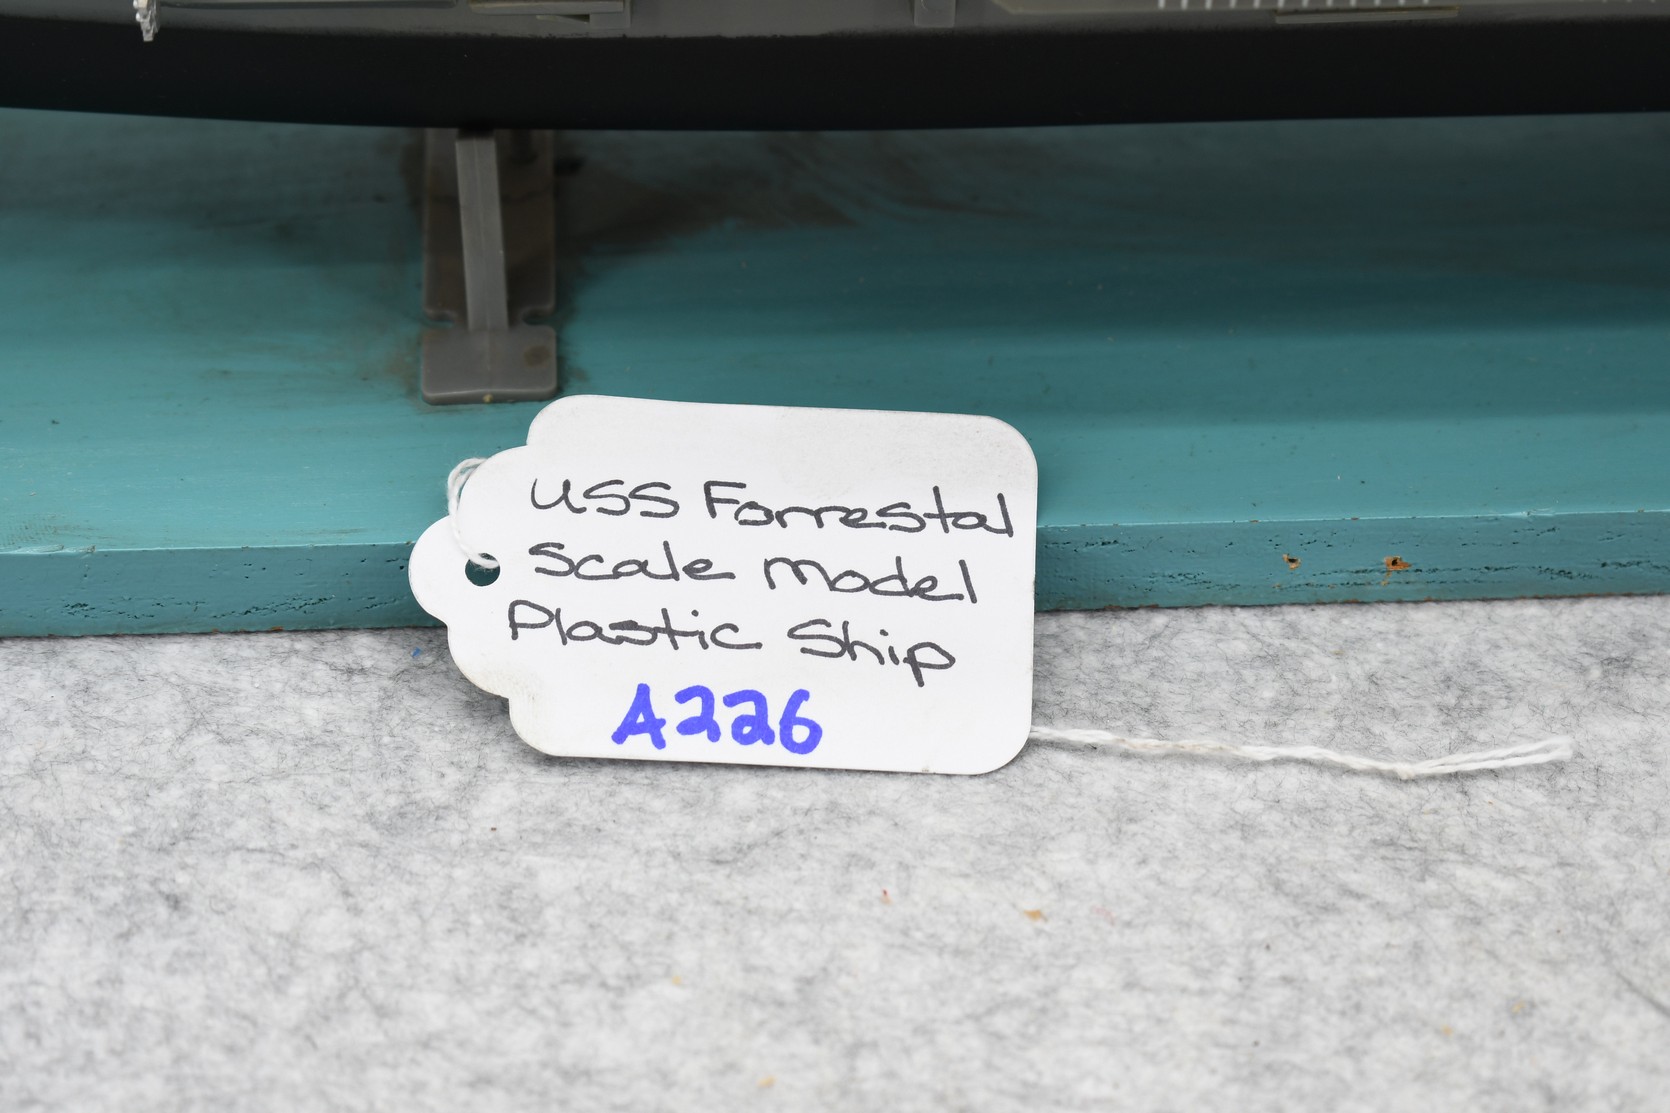 USS Forrestal
Scale Model
Plastic Ship
A226